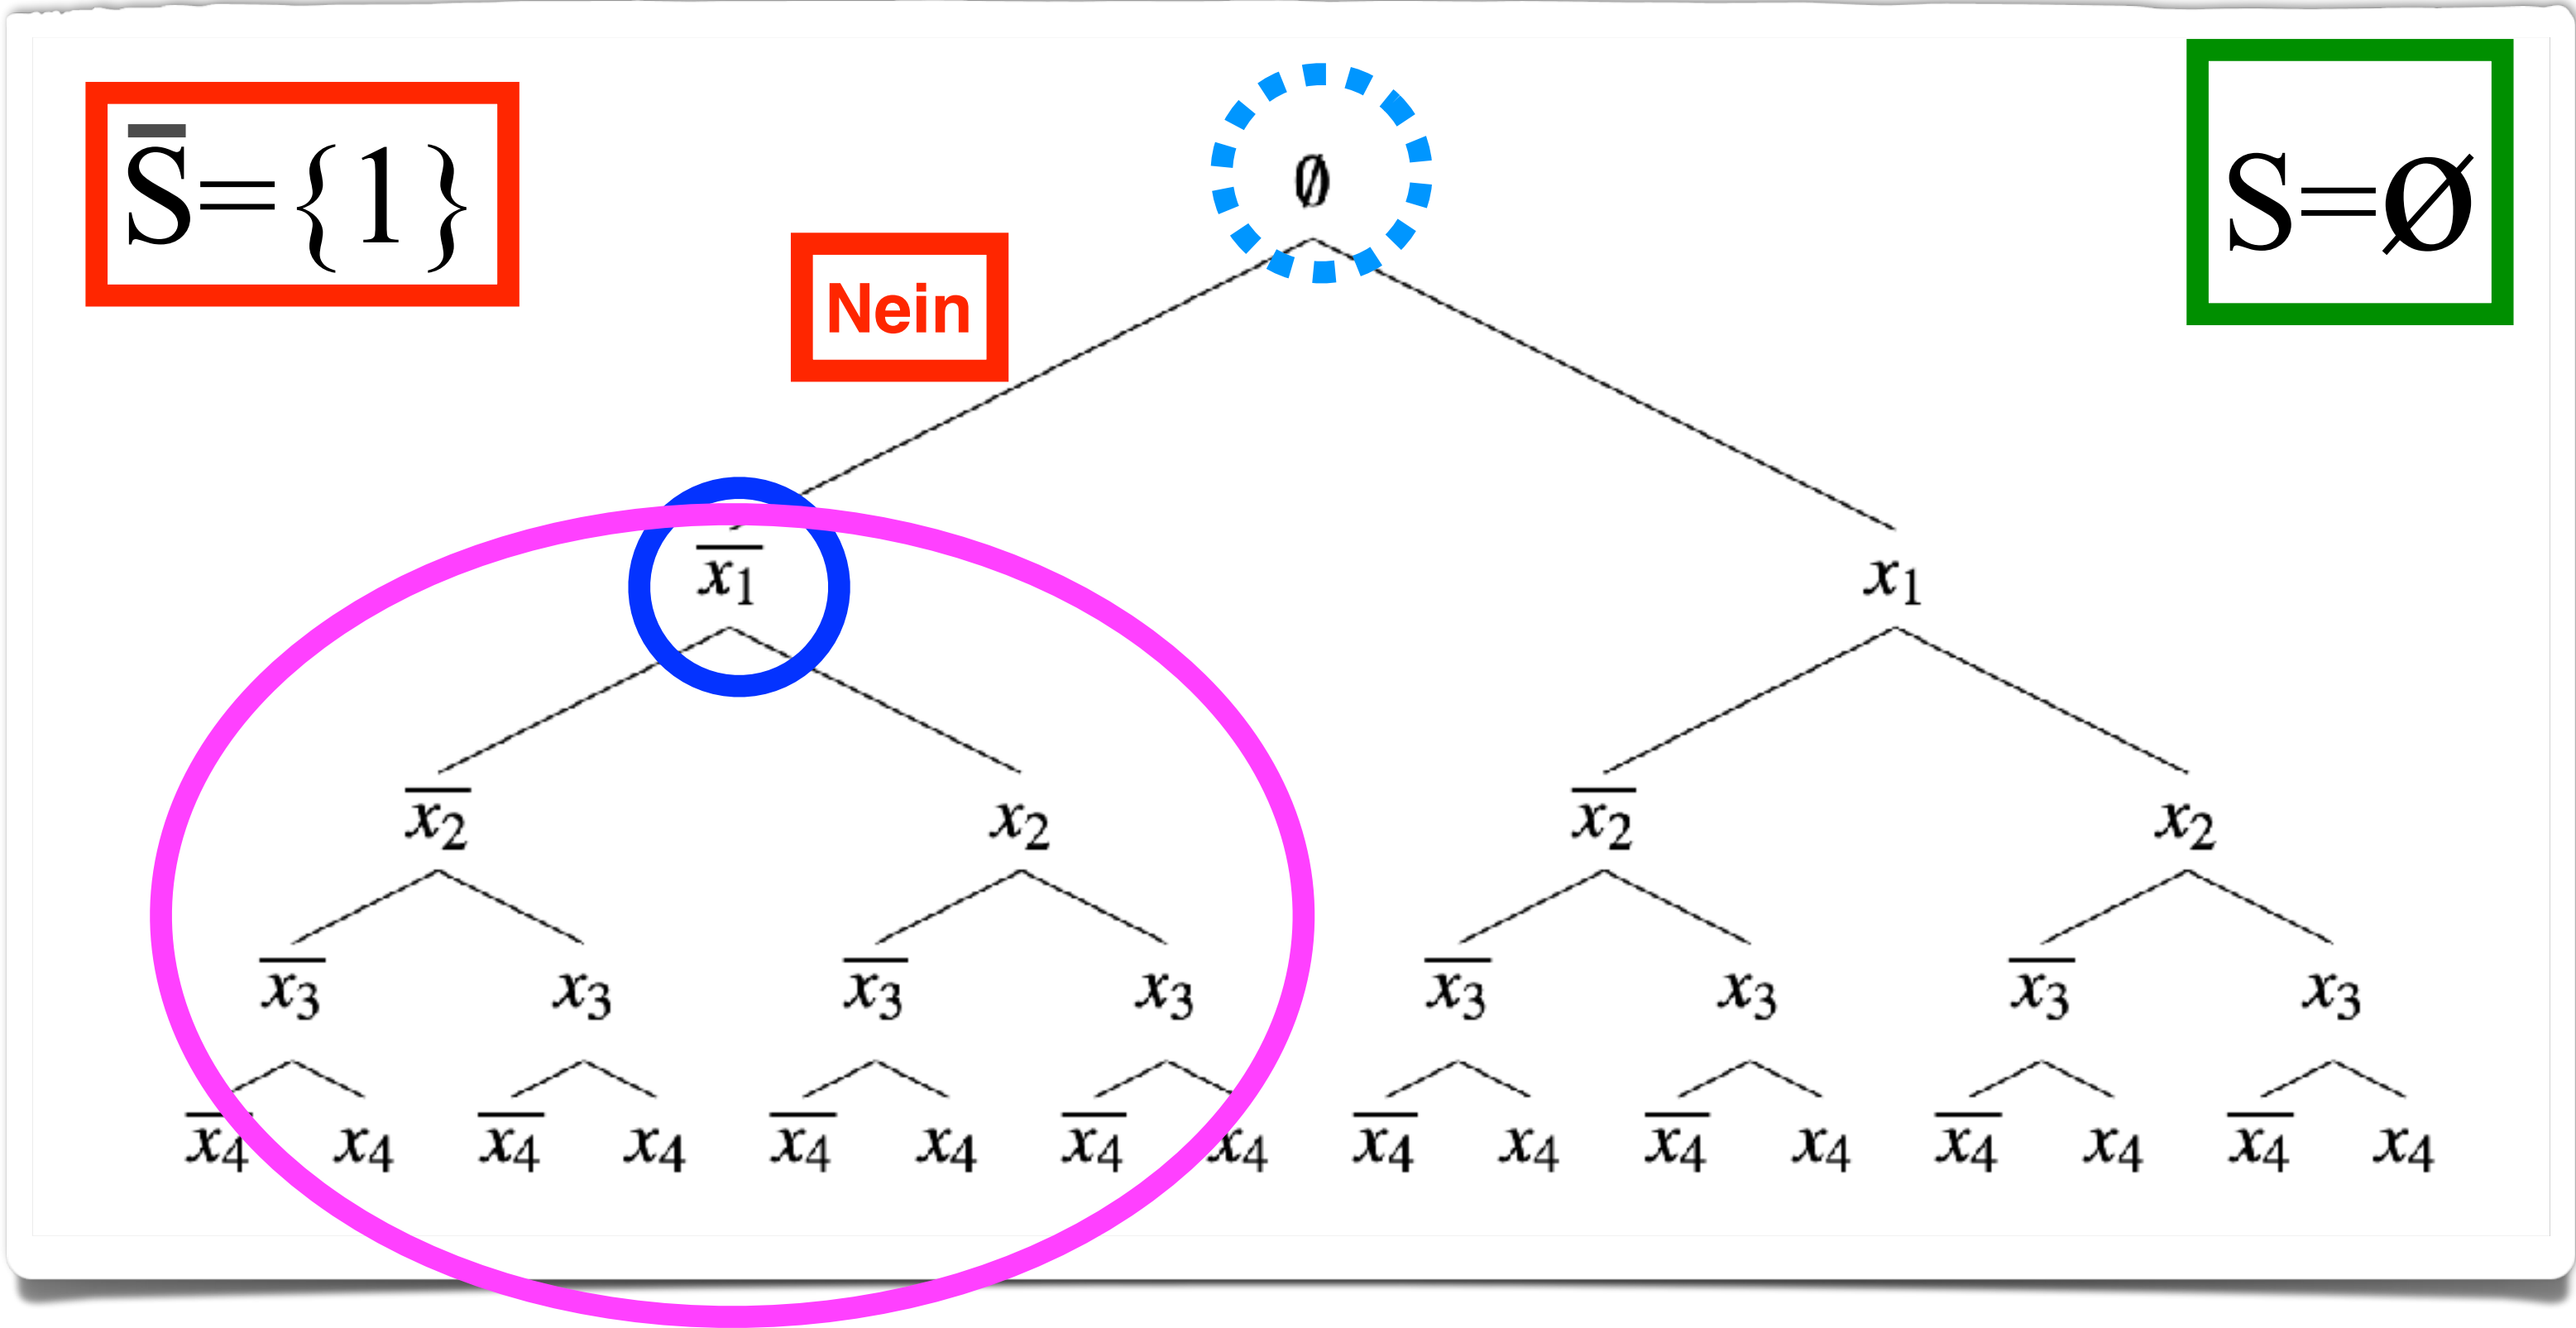 S̅={1}
∅
S=Ø
Nein
x̅₁ x₁
x̅₂ x₂ x̅₂ x₂
x̅₃ x₃ x̅₃ x₃ x̅₃ x₃ x̅₃ x₃
x̅₄ x₄ x̅₄ x₄ x̅₄ x₄ x̅₄ x₄ x̅₄ x₄ x̅₄ x₄ x̅₄ x₄ x̅₄ x₄